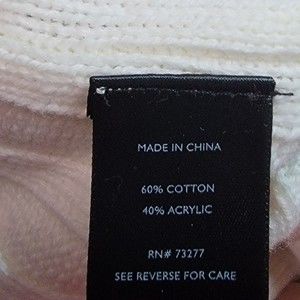 MADE IN CHINA
60% COTTON
40% ACRYLIC
RN# 73277
SEE REVERSE FOR CARE